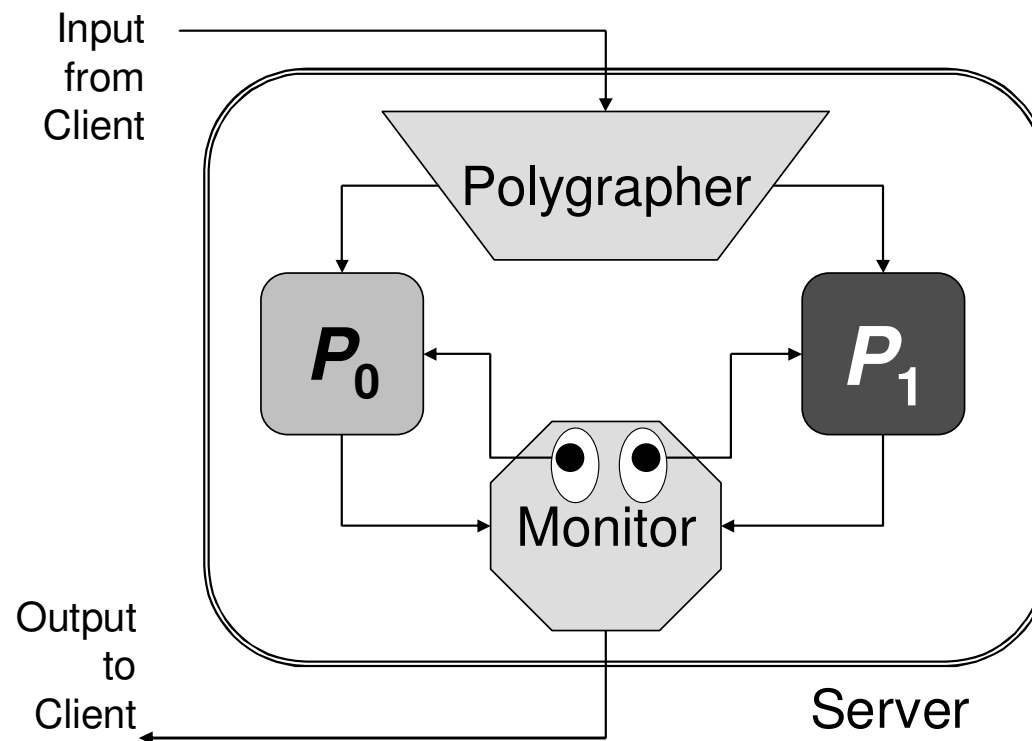 Input
from
Client
Polygrapher
P0
P1
Monitor
Output
to
Client
Server